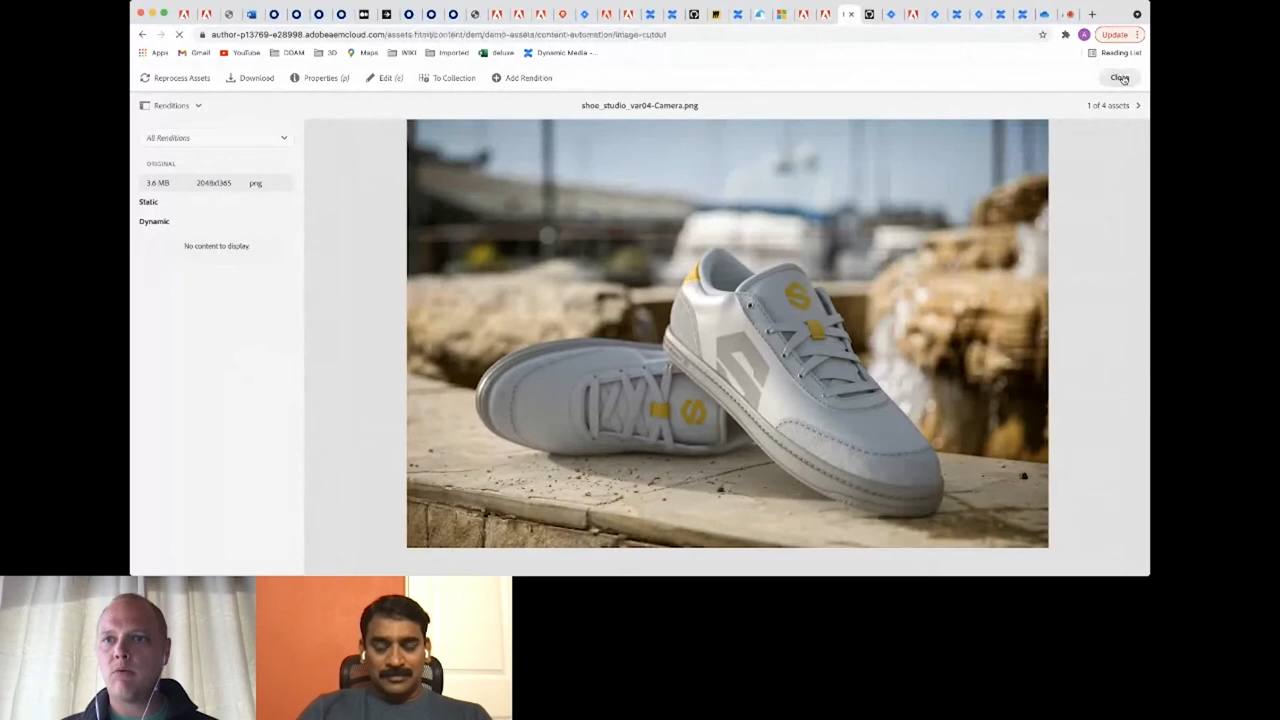 author-p13769-e28998.adobeaemcloud.com/assets.html/content/dam/demo-assets/content-automation/image-cutout
Update
Apps Gmail YouTube DDAM 3D Maps WIKI Imported deluxe Dynamic Media -... Reading List
Reprocess Assets Download Properties (p) Edit (e) To Collection Add Rendition Close
Renditions shoe_studio_var04-Camera.png 1 of 4 assets
All Renditions
ORIGINAL
3.6 MB 2048x1365 png
Static
Dynamic
No content to display.
S
S